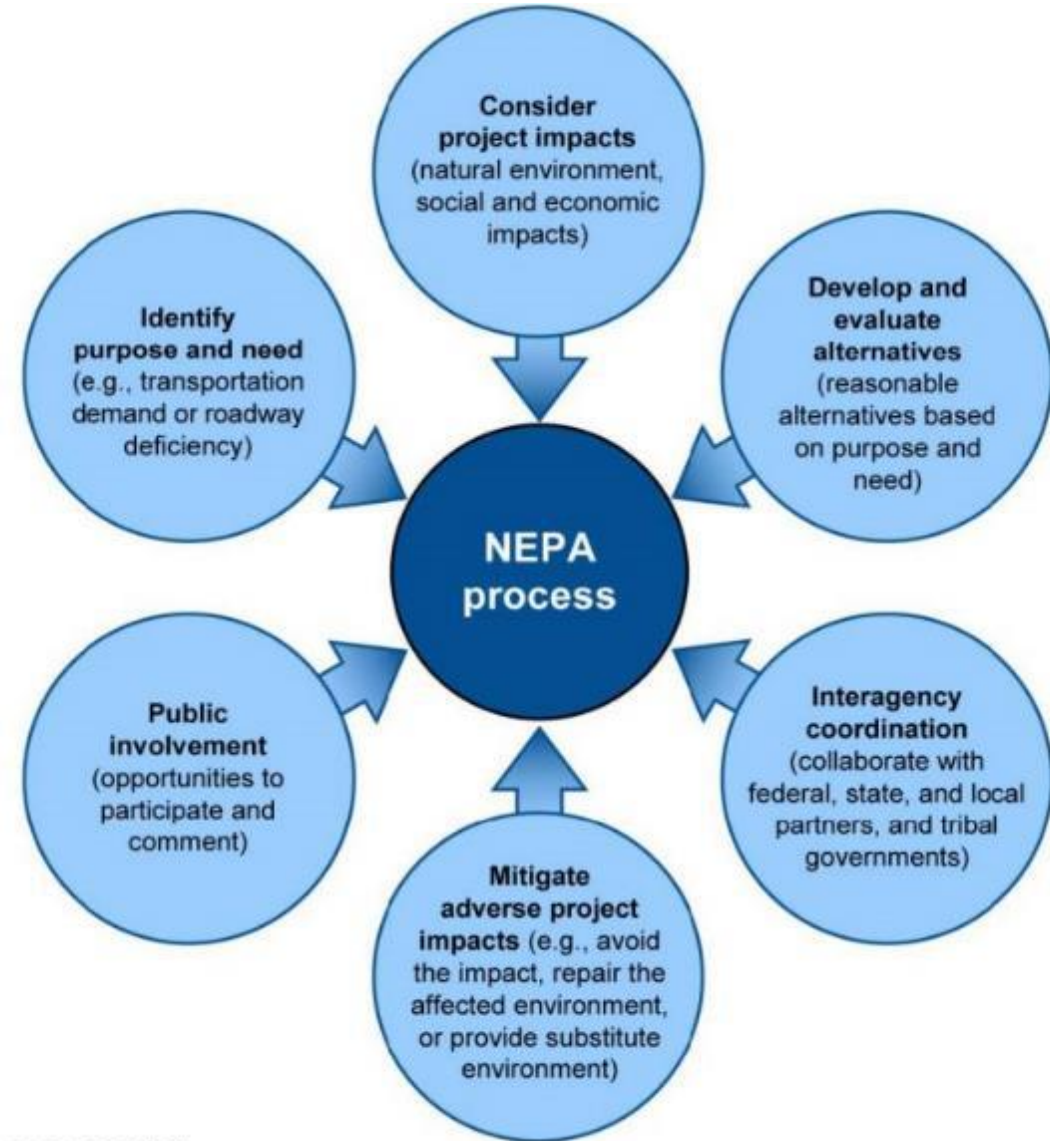 Consider
project impacts
(natural environment,
social and economic
impacts)
Identify
purpose and need
(e.g., transportation
demand or roadway
deficiency)
Develop and
evaluate
alternatives
(reasonable
alternatives based
on purpose and
need)
NEPA
process
Public
involvement
(opportunities to
participate and
comment)
Interagency
coordination
(collaborate with
federal, state, and local
partners, and tribal
governments)
Mitigate
adverse project
impacts (e.g., avoid
the impact, repair the
affected environment,
or provide substitute
environment)